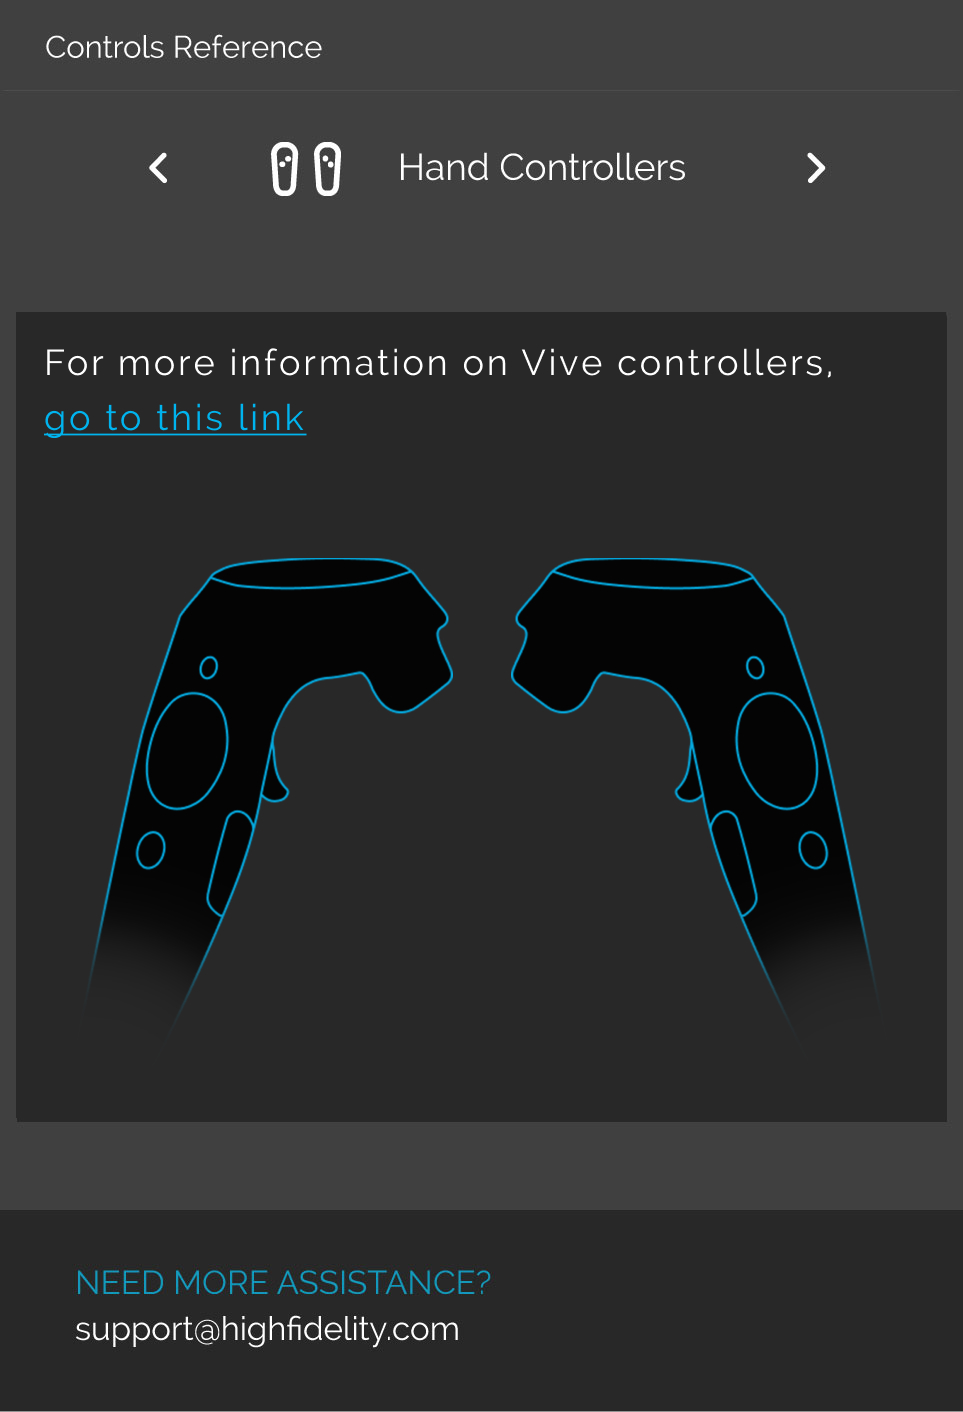 Controls Reference
Hand Controllers
For more information on Vive controllers,
go to this link
NEED MORE ASSISTANCE?
support@highfidelity.com